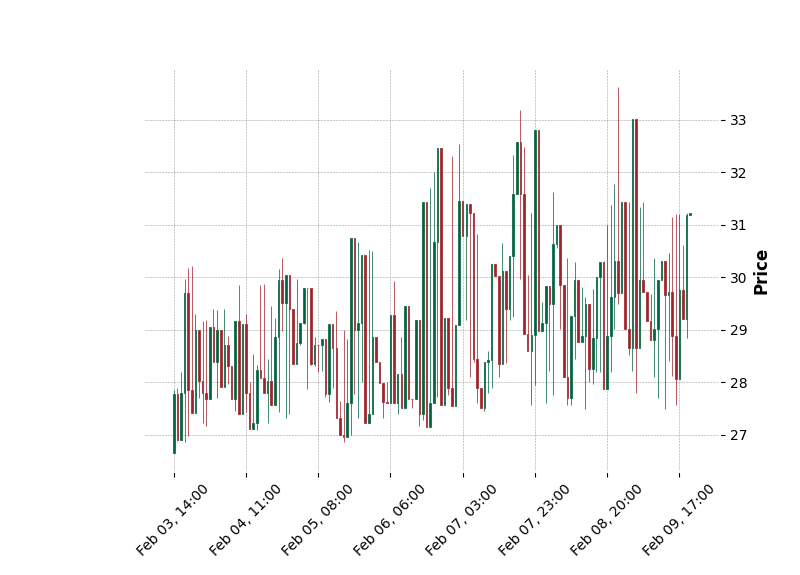 33
32
31
30
29
28
27
Price
Feb 03, 14:00
Feb 04, 11:00
Feb 05, 08:00
Feb 06, 06:00
Feb 07, 03:00
Feb 07, 23:00
Feb 08, 20:00
Feb 09, 17:00